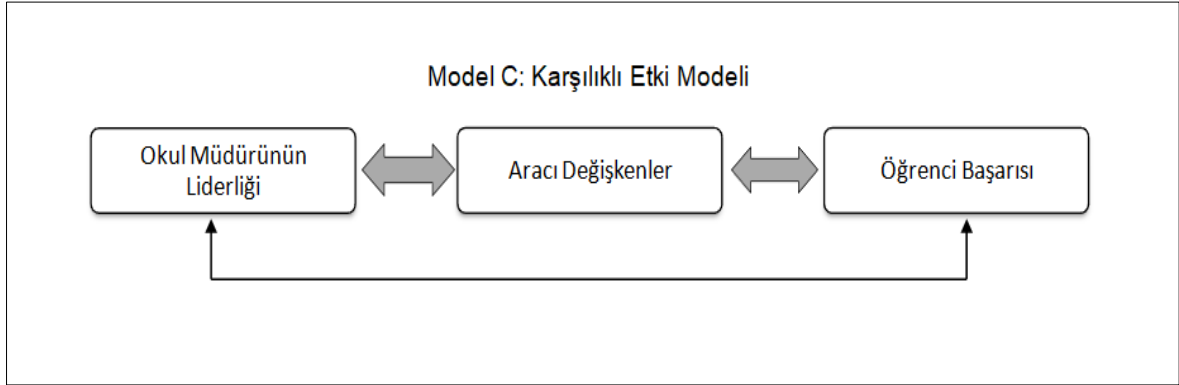 Model C: Karşılıklı Etki Modeli
Okul Müdürünün
Liderliği
Aracı Değişkenler
Öğrenci Başarısı